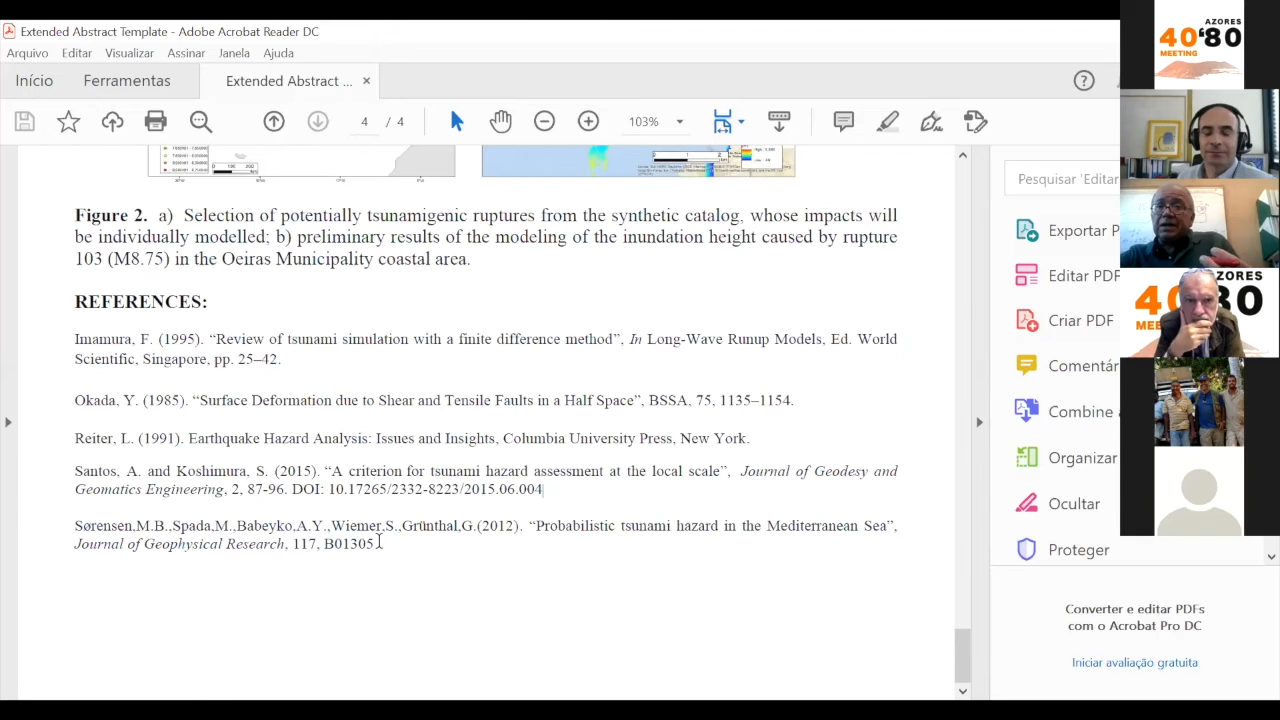 Extended Abstract Template - Adobe Acrobat Reader DC
Arquivo Editar Visualizar Assinar Janela Ajuda
Início Ferramentas Extended Abstract ... ×
4 / 4 103%
Figure 2. a) Selection of potentially tsunamigenic ruptures from the synthetic catalog, whose impacts will
be individually modelled; b) preliminary results of the modeling of the inundation height caused by rupture
103 (M8.75) in the Oeiras Municipality coastal area.
REFERENCES:
Imamura, F. (1995). “Review of tsunami simulation with a finite difference method”, In Long-Wave Runup Models, Ed. World
Scientific, Singapore, pp. 25–42.
Okada, Y. (1985). “Surface Deformation due to Shear and Tensile Faults in a Half Space”, BSSA, 75, 1135–1154.
Reiter, L. (1991). Earthquake Hazard Analysis: Issues and Insights, Columbia University Press, New York.
Santos, A. and Koshimura, S. (2015). “A criterion for tsunami hazard assessment at the local scale”, Journal of Geodesy and
Geomatics Engineering, 2, 87-96. DOI: 10.17265/2332-8223/2015.06.004
Sørensen,M.B.,Spada,M.,Babeyko,A.Y.,Wiemer,S.,Grünthal,G.(2012). “Probabilistic tsunami hazard in the Mediterranean Sea”,
Journal of Geophysical Research, 117, B01305.
Pesquisar 'Editar
Exportar P
Editar PDF
Criar PDF
Comentár
Combine a
Organizar
Ocultar
Proteger
Converter e editar PDFs
com o Acrobat Pro DC
Iniciar avaliação gratuita
AZORES
40‘80
MEETING
AZORES
40 80
MEE